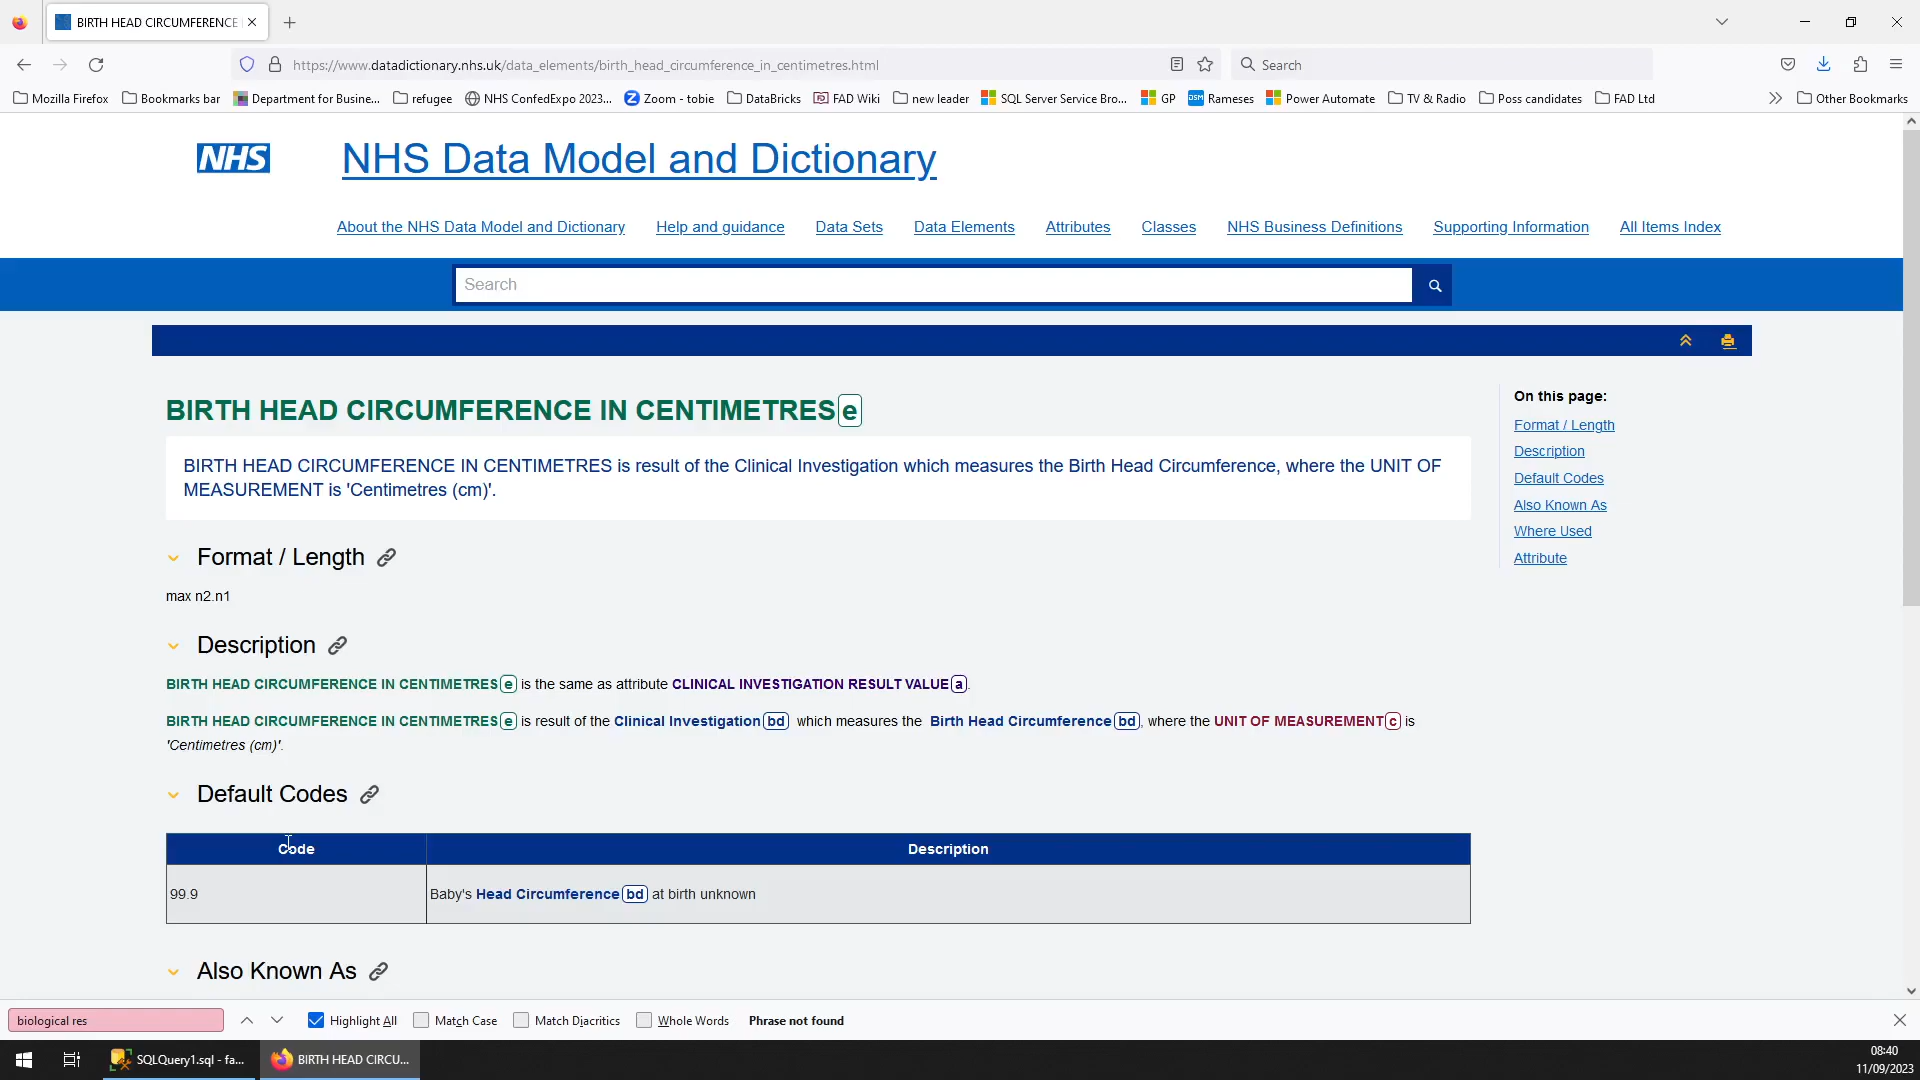 BIRTH HEAD CIRCUMFERENCE
https://www.datadictionary.nhs.uk/data_elements/birth_head_circumference_in_centimetres.html
Search
Mozilla Firefox
Bookmarks bar
Department for Busine...
refugee
NHS ConfedExpo 2023...
Zoom - tobie
DataBricks
FAD Wiki
new leader
SQL Server Service Bro...
GP
Rameses
Power Automate
TV & Radio
Poss candidates
FAD Ltd
Other Bookmarks
NHS
NHS Data Model and Dictionary
About the NHS Data Model and Dictionary
Help and guidance
Data Sets
Data Elements
Attributes
Classes
NHS Business Definitions
Supporting Information
All Items Index
Search
BIRTH HEAD CIRCUMFERENCE IN CENTIMETRES e
BIRTH HEAD CIRCUMFERENCE IN CENTIMETRES is result of the Clinical Investigation which measures the Birth Head Circumference, where the UNIT OF
MEASUREMENT is 'Centimetres (cm)'.
On this page:
Format / Length
Description
Default Codes
Also Known As
Where Used
Attribute
Format / Length
max n2.n1
Description
BIRTH HEAD CIRCUMFERENCE IN CENTIMETRES e is the same as attribute CLINICAL INVESTIGATION RESULT VALUE a.
BIRTH HEAD CIRCUMFERENCE IN CENTIMETRES e is result of the Clinical Investigation bd which measures the Birth Head Circumference bd, where the UNIT OF MEASUREMENT c is
'Centimetres (cm)'.
Default Codes
Code Description
99.9 Baby's Head Circumference bd at birth unknown
Also Known As
biological res
Highlight All
Match Case
Match Diacritics
Whole Words
Phrase not found
SQLQuery1.sql - fa...
BIRTH HEAD CIRCU...
08:40
11/09/2023